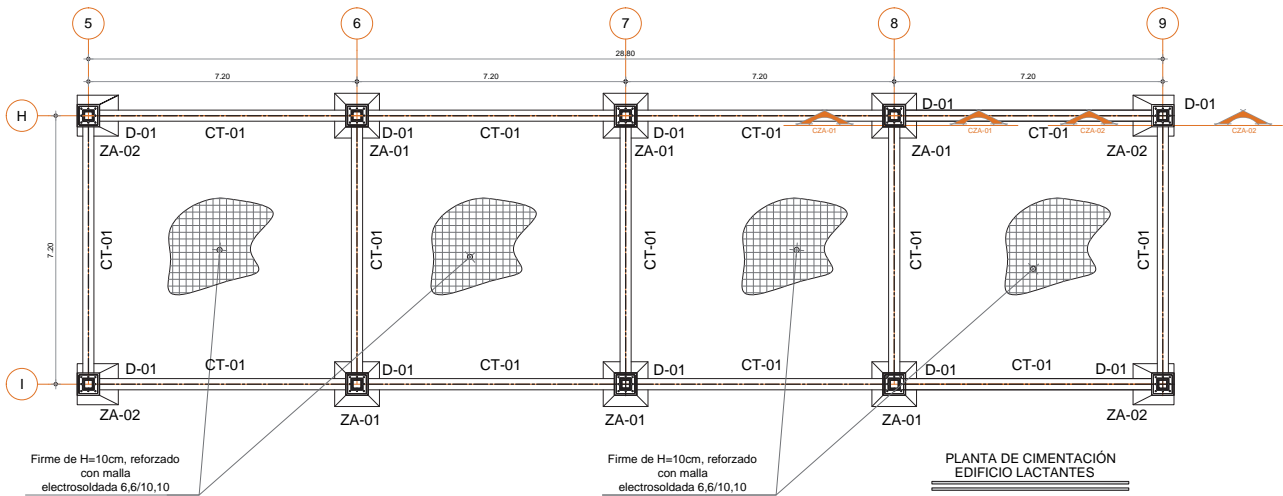 5 6 7 8 9
28.80
7.20 7.20 7.20 7.20
H
D-01 CT-01 D-01 CT-01 D-01 CT-01 D-01 CT-01 D-01
CZA-01 CZA-01 CZA-02 CZA-02
ZA-02 ZA-01 ZA-01 ZA-01 ZA-02
7.20
CT-01 CT-01 CT-01 CT-01 CT-01
CT-01 CT-01 CT-01 CT-01
D-01 D-01 D-01 D-01 D-01
I
ZA-02 ZA-01 ZA-01 ZA-01 ZA-02
Firme de H=10cm, reforzado
con malla
electrosoldada 6,6/10,10
Firme de H=10cm, reforzado
con malla
electrosoldada 6,6/10,10
PLANTA DE CIMENTACIÓN
EDIFICIO LACTANTES